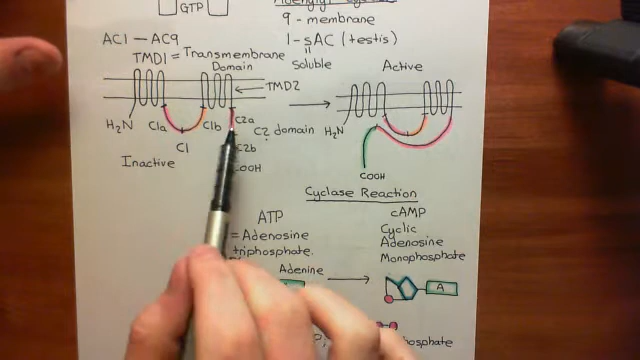 GTP
Adenylyl Cyclase
9 - membrane
1 - sAC (testis)
Soluble
AC1 — AC9
TMD1 = Transmembrane
Domain
TMD2
H₂N
C1a
C1b
C1
C2a
C2 domain
C2b
COOH
Inactive
Active
H₂N
COOH
Cyclase Reaction
ATP
= Adenosine
triphosphate.
Adenine
cAMP
Cyclic
Adenosine
Monophosphate
A